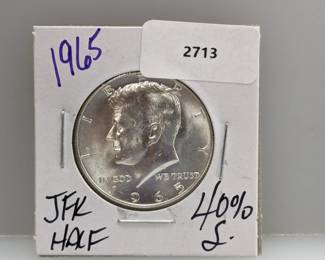 1965
2713
LIBERTY
IN GOD WE TRUST
1965
JFK
HALF
40%
S.